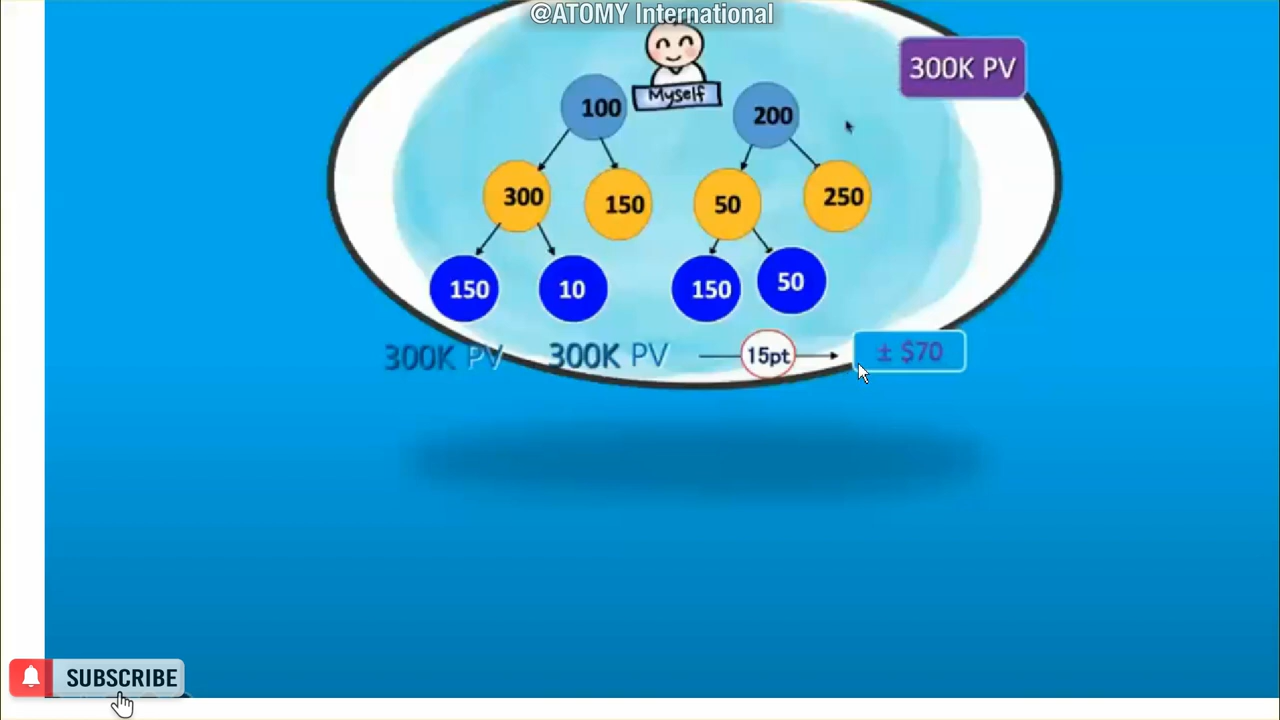 @ATOMY International
300K PV
Myself
100
200
300
150
50
250
150
10
150
50
300K PV
300K PV
15pt
± $70
SUBSCRIBE